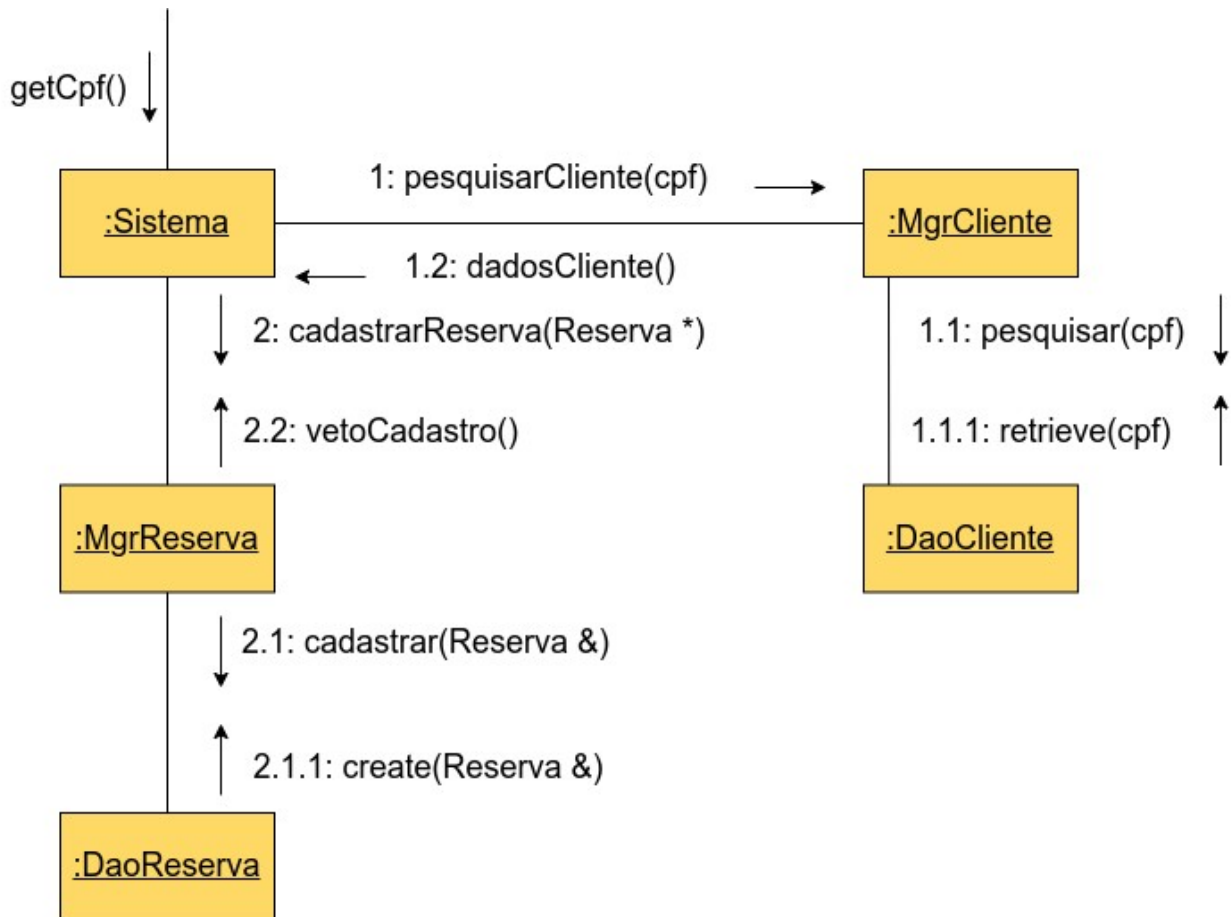 getCpf()
1: pesquisarCliente(cpf)
:Sistema
:MgrCliente
1.2: dadosCliente()
2: cadastrarReserva(Reserva *)
1.1: pesquisar(cpf)
2.2: vetoCadastro()
1.1.1: retrieve(cpf)
:MgrReserva
:DaoCliente
2.1: cadastrar(Reserva &)
2.1.1: create(Reserva &)
:DaoReserva